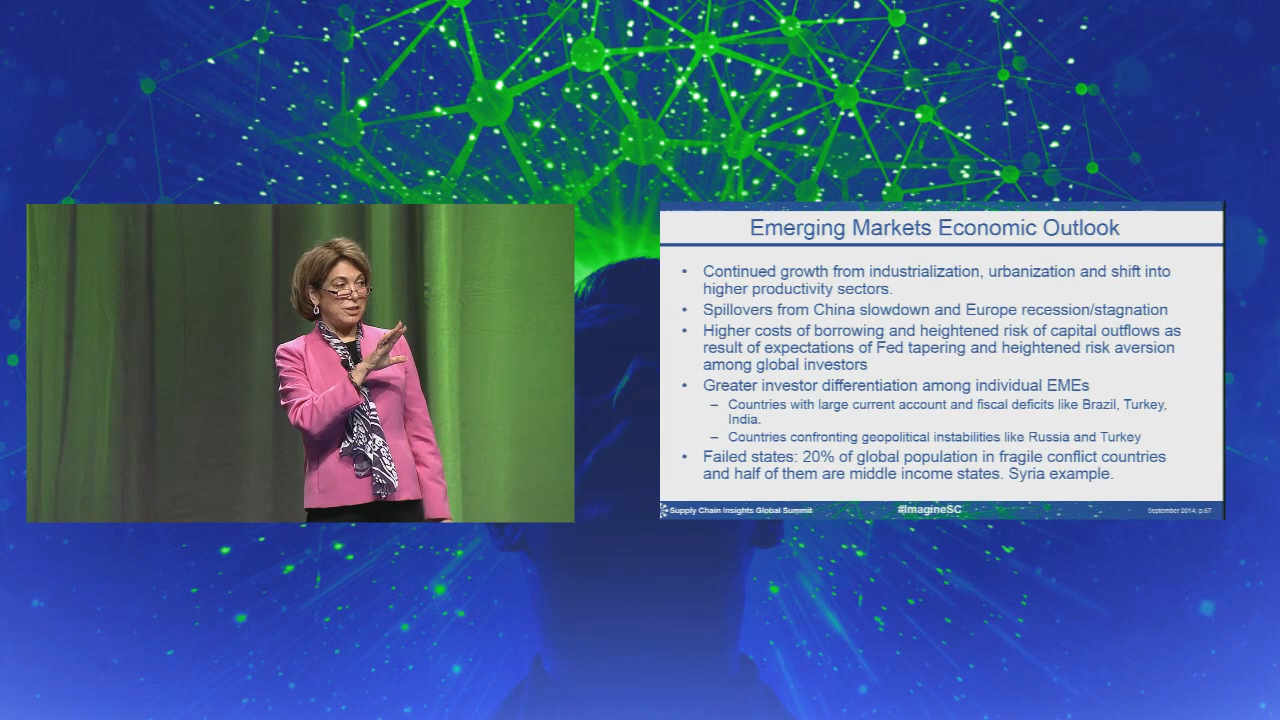 Emerging Markets Economic Outlook
• Continued growth from industrialization, urbanization and shift into
higher productivity sectors.
• Spillovers from China slowdown and Europe recession/stagnation
• Higher costs of borrowing and heightened risk of capital outflows as
result of expectations of Fed tapering and heightened risk aversion
among global investors
• Greater investor differentiation among individual EMEs
– Countries with large current account and fiscal deficits like Brazil, Turkey,
India.
– Countries confronting geopolitical instabilities like Russia and Turkey
• Failed states: 20% of global population in fragile conflict countries
and half of them are middle income states. Syria example.
Supply Chain Insights Global Summit
#ImagineSC
September 2014, p.67